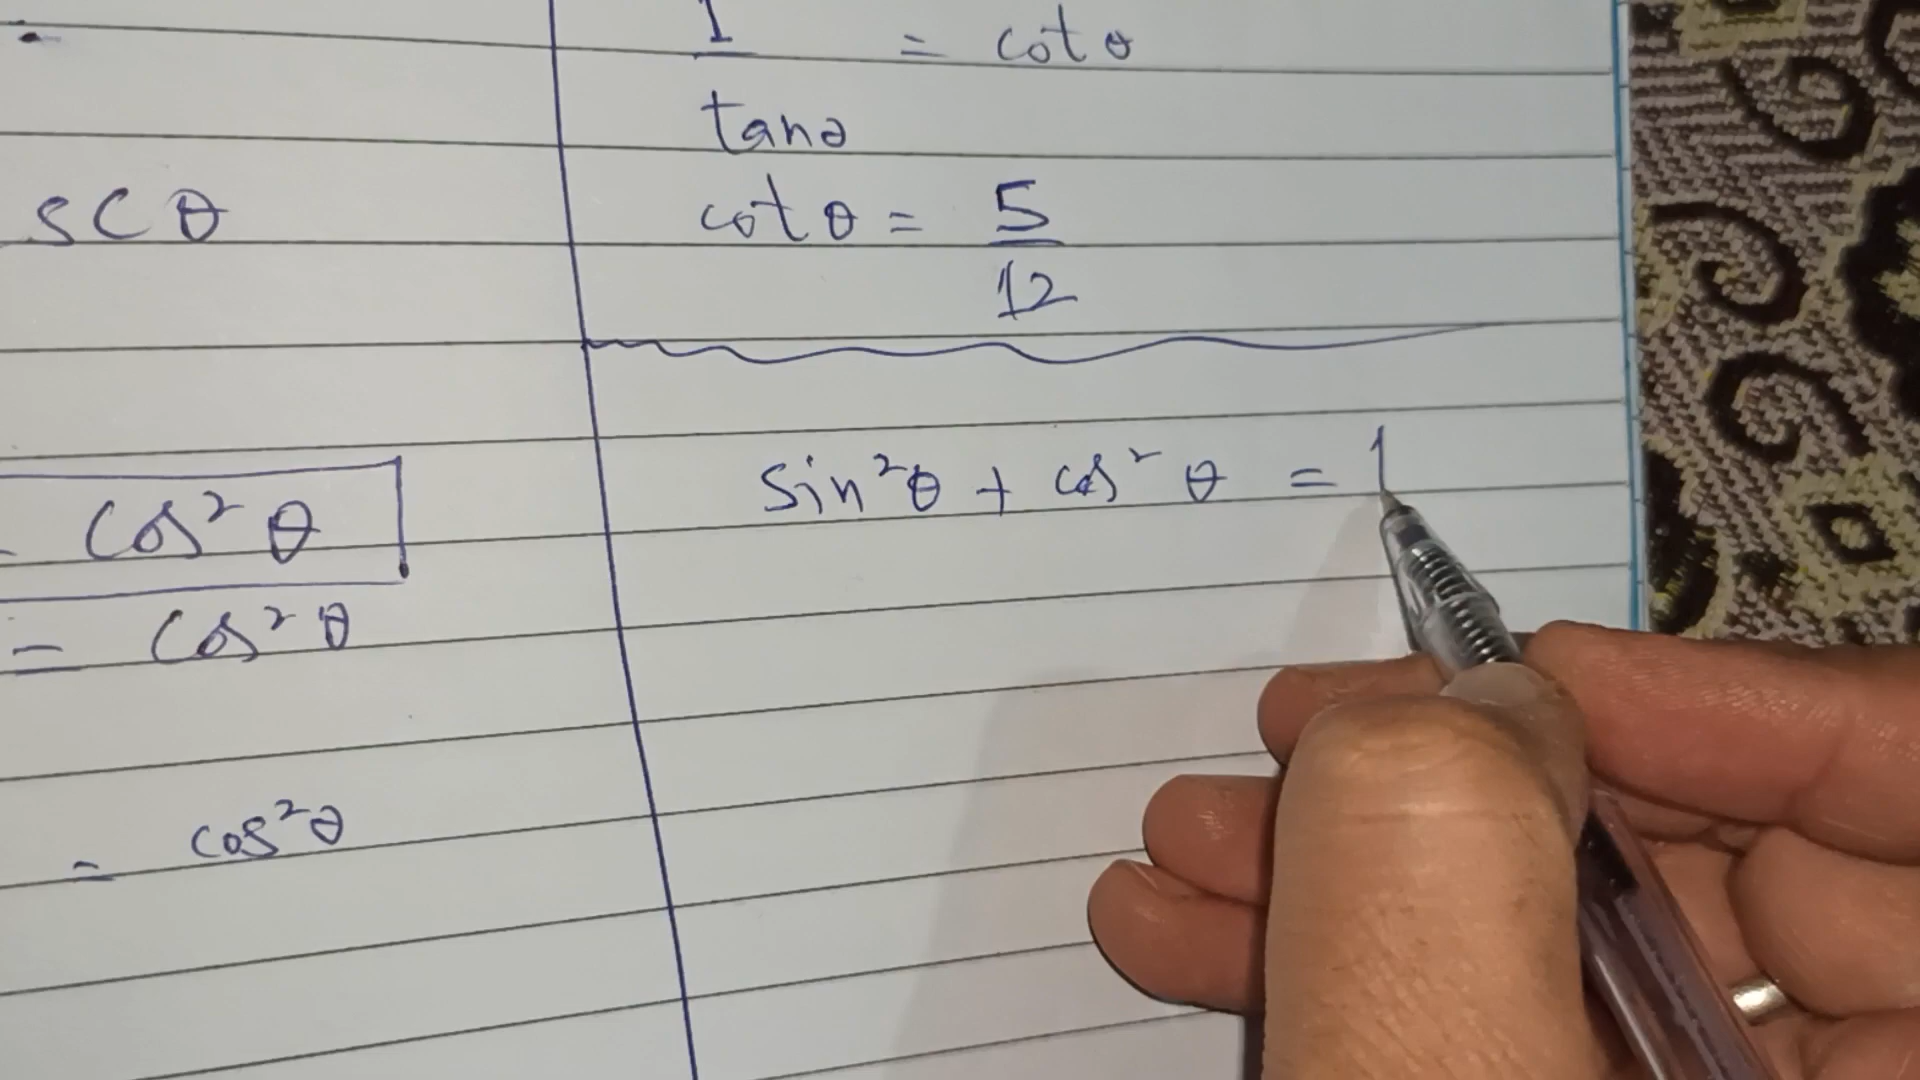 1/tanθ = cotθ
cotθ = 5/12
sin²θ + cos²θ = 1
scθ
cos²θ
= cos²θ
= cos²θ